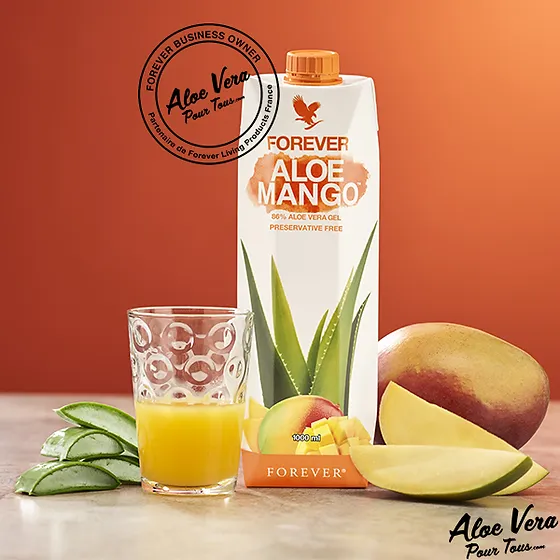 FOREVER BUSINESS OWNER
Aloe Vera
Pour Tous.com
Partenaire de Forever Living Products France
FOREVER
ALOE
MANGO™
86% ALOE VERA GEL
PRESERVATIVE FREE
1000 ml
FOREVER®
Aloe Vera
Pour Tous.com